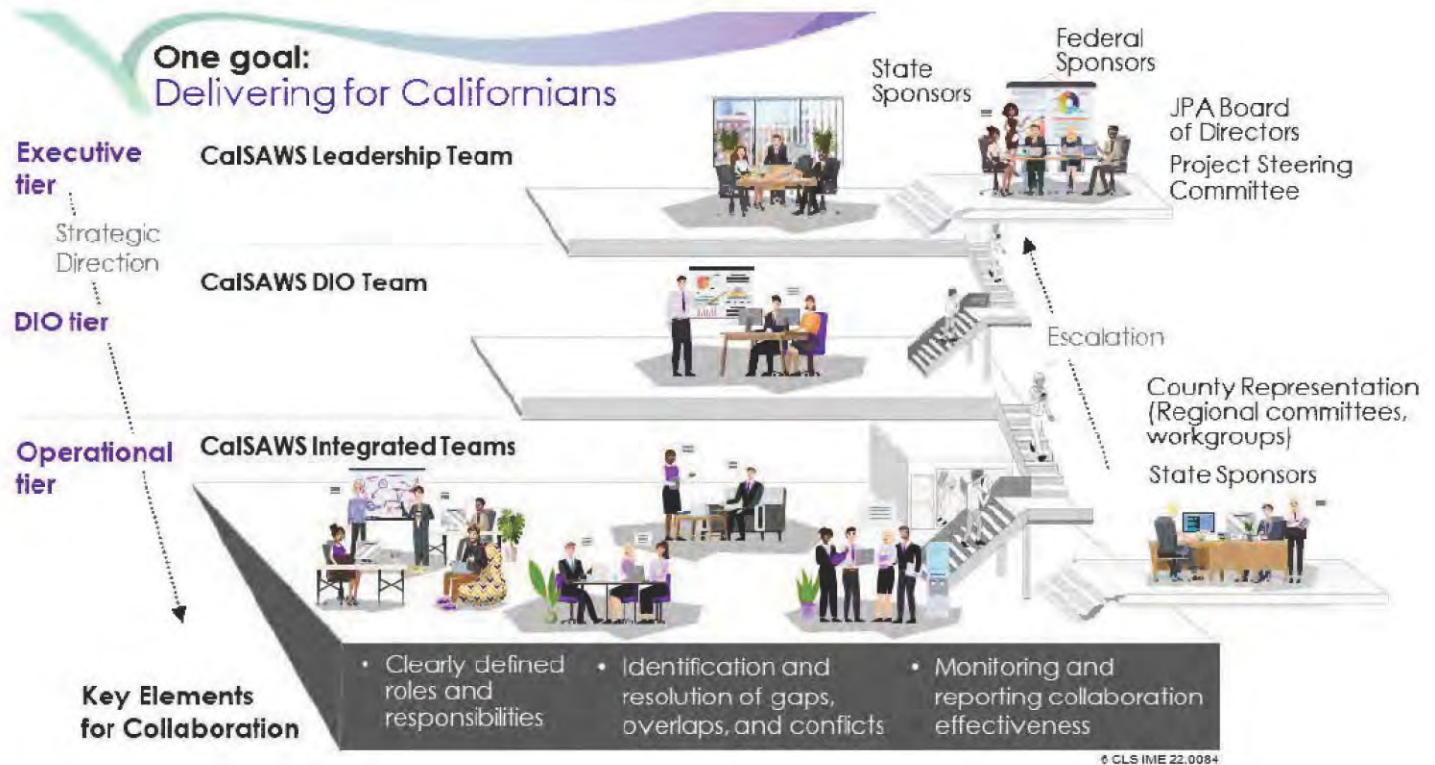 One goal:
Delivering for Californians
Federal
Sponsors
State
Sponsors
JPA Board
of Directors
Project Steering
Committee
Executive
tier
CalSAWS Leadership Team
Strategic
Direction
CalSAWS DIO Team
DIO tier
Escalation
County Representation
(Regional committees,
workgroups)
State Sponsors
Operational
tier
CalSAWS Integrated Teams
Key Elements
for Collaboration
• Clearly defined
roles and
responsibilities
• Identification and
resolution of gaps,
overlaps, and conflicts
• Monitoring and
reporting collaboration
effectiveness
6 CLS IME 22.0084